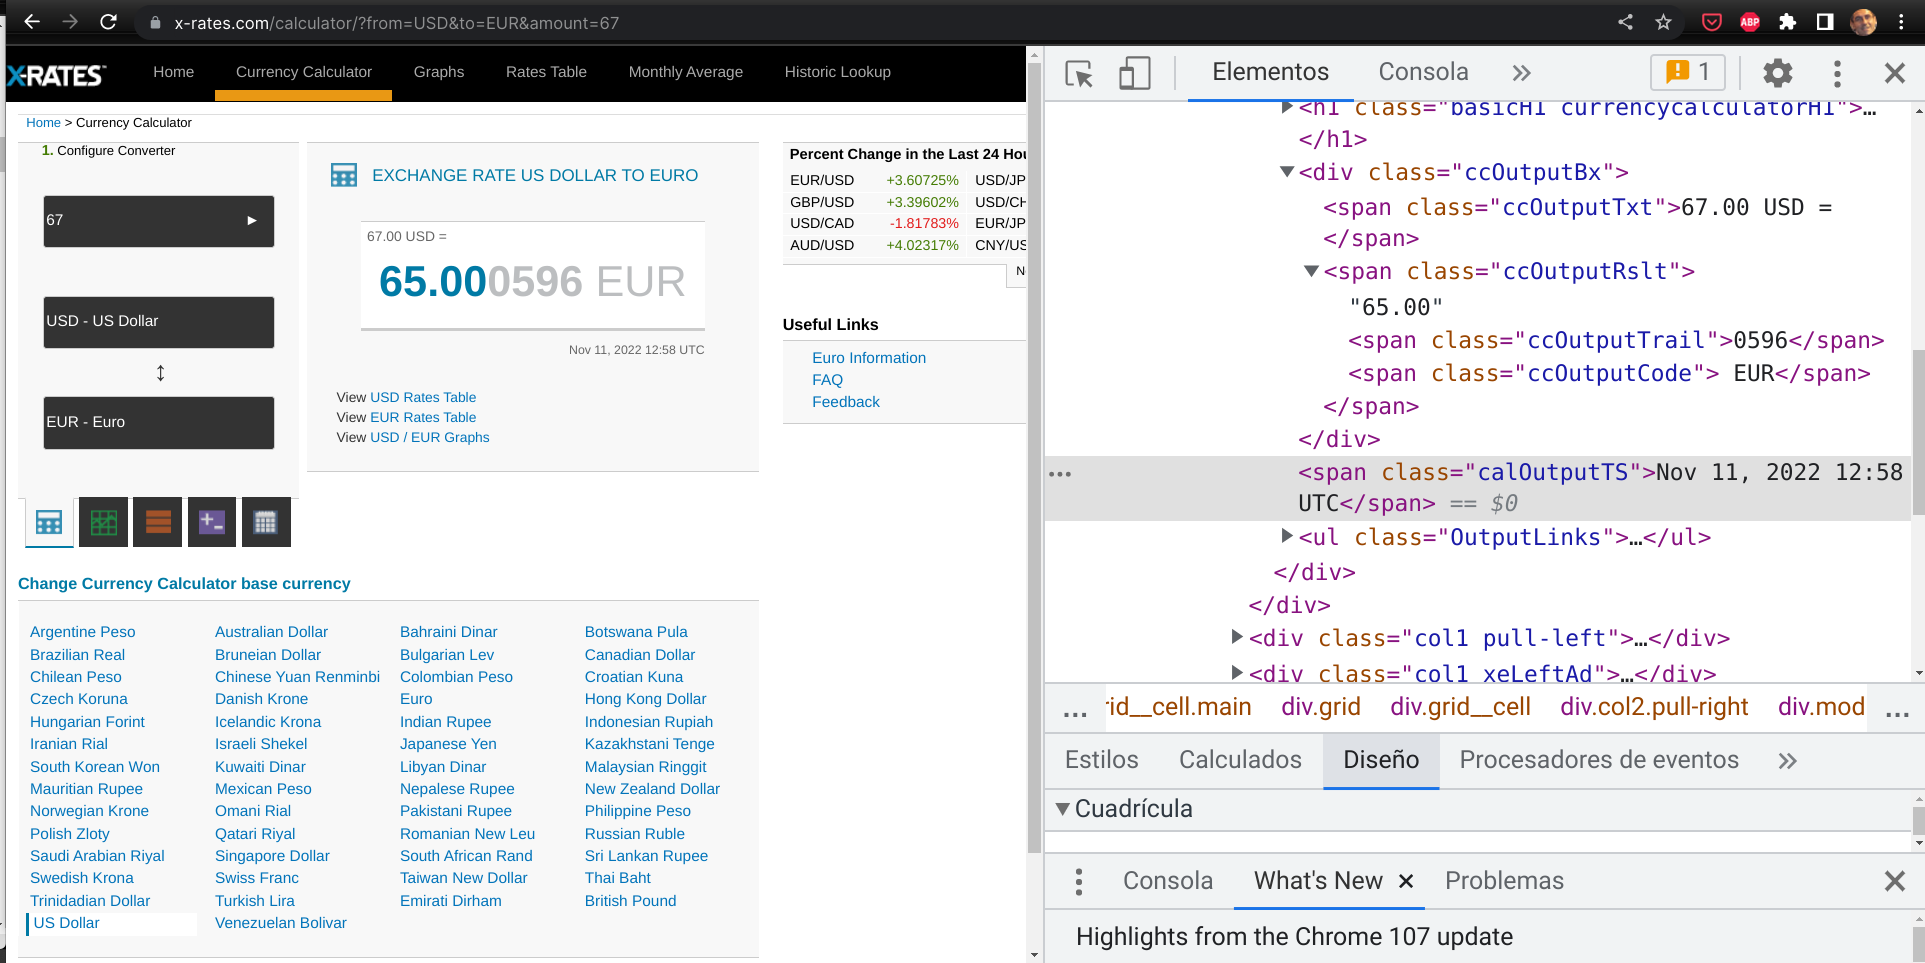 x-rates.com/calculator/?from=USD&to=EUR&amount=67
ABP
X-RATES™ Home Currency Calculator Graphs Rates Table Monthly Average Historic Lookup
Home > Currency Calculator
1. Configure Converter
67 ►
USD - US Dollar
↕
EUR - Euro
EXCHANGE RATE US DOLLAR TO EURO
67.00 USD =
65.000596 EUR
Nov 11, 2022 12:58 UTC
View USD Rates Table
View EUR Rates Table
View USD / EUR Graphs
Percent Change in the Last 24 Hou
EUR/USD +3.60725% USD/JP
GBP/USD +3.39602% USD/CH
USD/CAD -1.81783% EUR/JP
AUD/USD +4.02317% CNY/US
N
Useful Links
Euro Information
FAQ
Feedback
Change Currency Calculator base currency
Argentine Peso Australian Dollar Bahraini Dinar Botswana Pula
Brazilian Real Bruneian Dollar Bulgarian Lev Canadian Dollar
Chilean Peso Chinese Yuan Renminbi Colombian Peso Croatian Kuna
Czech Koruna Danish Krone Euro Hong Kong Dollar
Hungarian Forint Icelandic Krona Indian Rupee Indonesian Rupiah
Iranian Rial Israeli Shekel Japanese Yen Kazakhstani Tenge
South Korean Won Kuwaiti Dinar Libyan Dinar Malaysian Ringgit
Mauritian Rupee Mexican Peso Nepalese Rupee New Zealand Dollar
Norwegian Krone Omani Rial Pakistani Rupee Philippine Peso
Polish Zloty Qatari Riyal Romanian New Leu Russian Ruble
Saudi Arabian Riyal Singapore Dollar South African Rand Sri Lankan Rupee
Swedish Krona Swiss Franc Taiwan New Dollar Thai Baht
Trinidadian Dollar Turkish Lira Emirati Dirham British Pound
US Dollar Venezuelan Bolivar
Elementos Consola » 1
<h1 class="basicH1 currencycalculatorH1">…
</h1>
<div class="ccOutputBx">
<span class="ccOutputTxt">67.00 USD =
</span>
<span class="ccOutputRslt">
"65.00"
<span class="ccOutputTrail">0596</span>
<span class="ccOutputCode"> EUR</span>
</span>
</div>
<span class="calOutputTS">Nov 11, 2022 12:58
UTC</span> == $0
<ul class="OutputLinks">…</ul>
</div>
</div>
<div class="col1 pull-left">…</div>
<div class="col1 xeLeftAd">…</div>
… rid__cell.main div.grid div.grid__cell div.col2.pull-right div.mod …
Estilos Calculados Diseño Procesadores de eventos »
Cuadrícula
Consola What's New × Problemas
Highlights from the Chrome 107 update